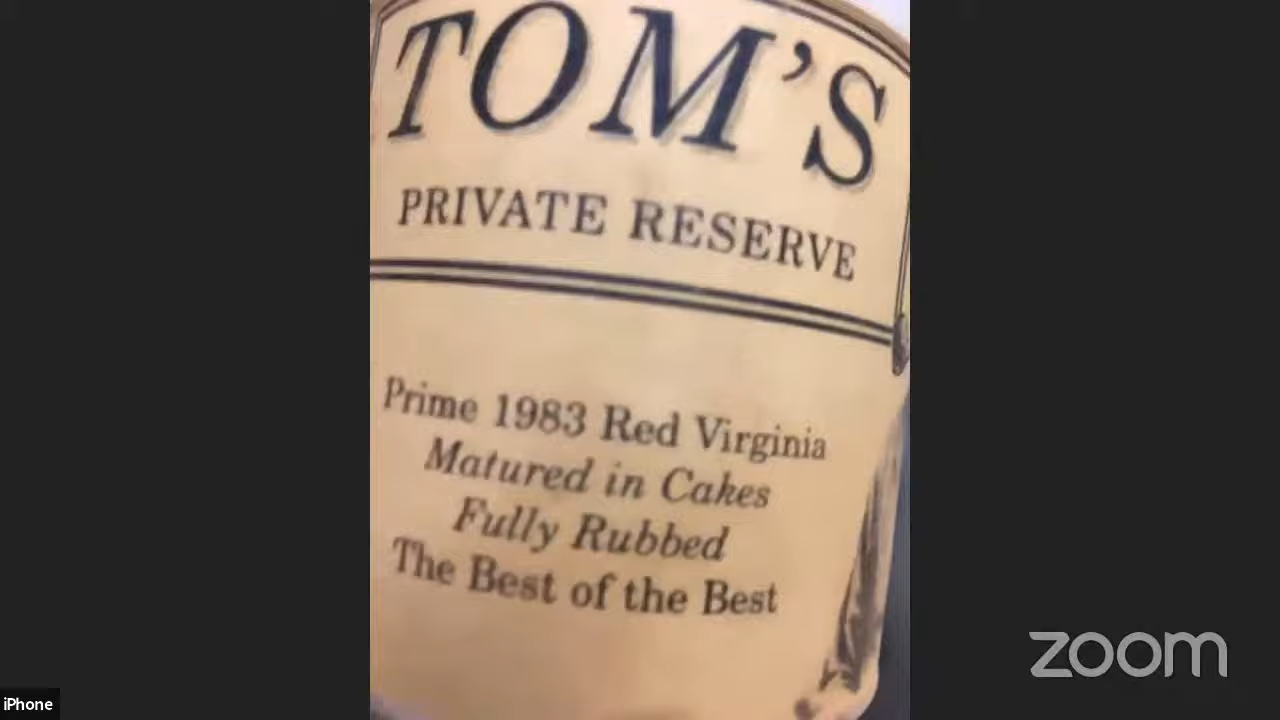 TOM'S
PRIVATE RESERVE
Prime 1983 Red Virginia
Matured in Cakes
Fully Rubbed
The Best of the Best
zoom
iPhone